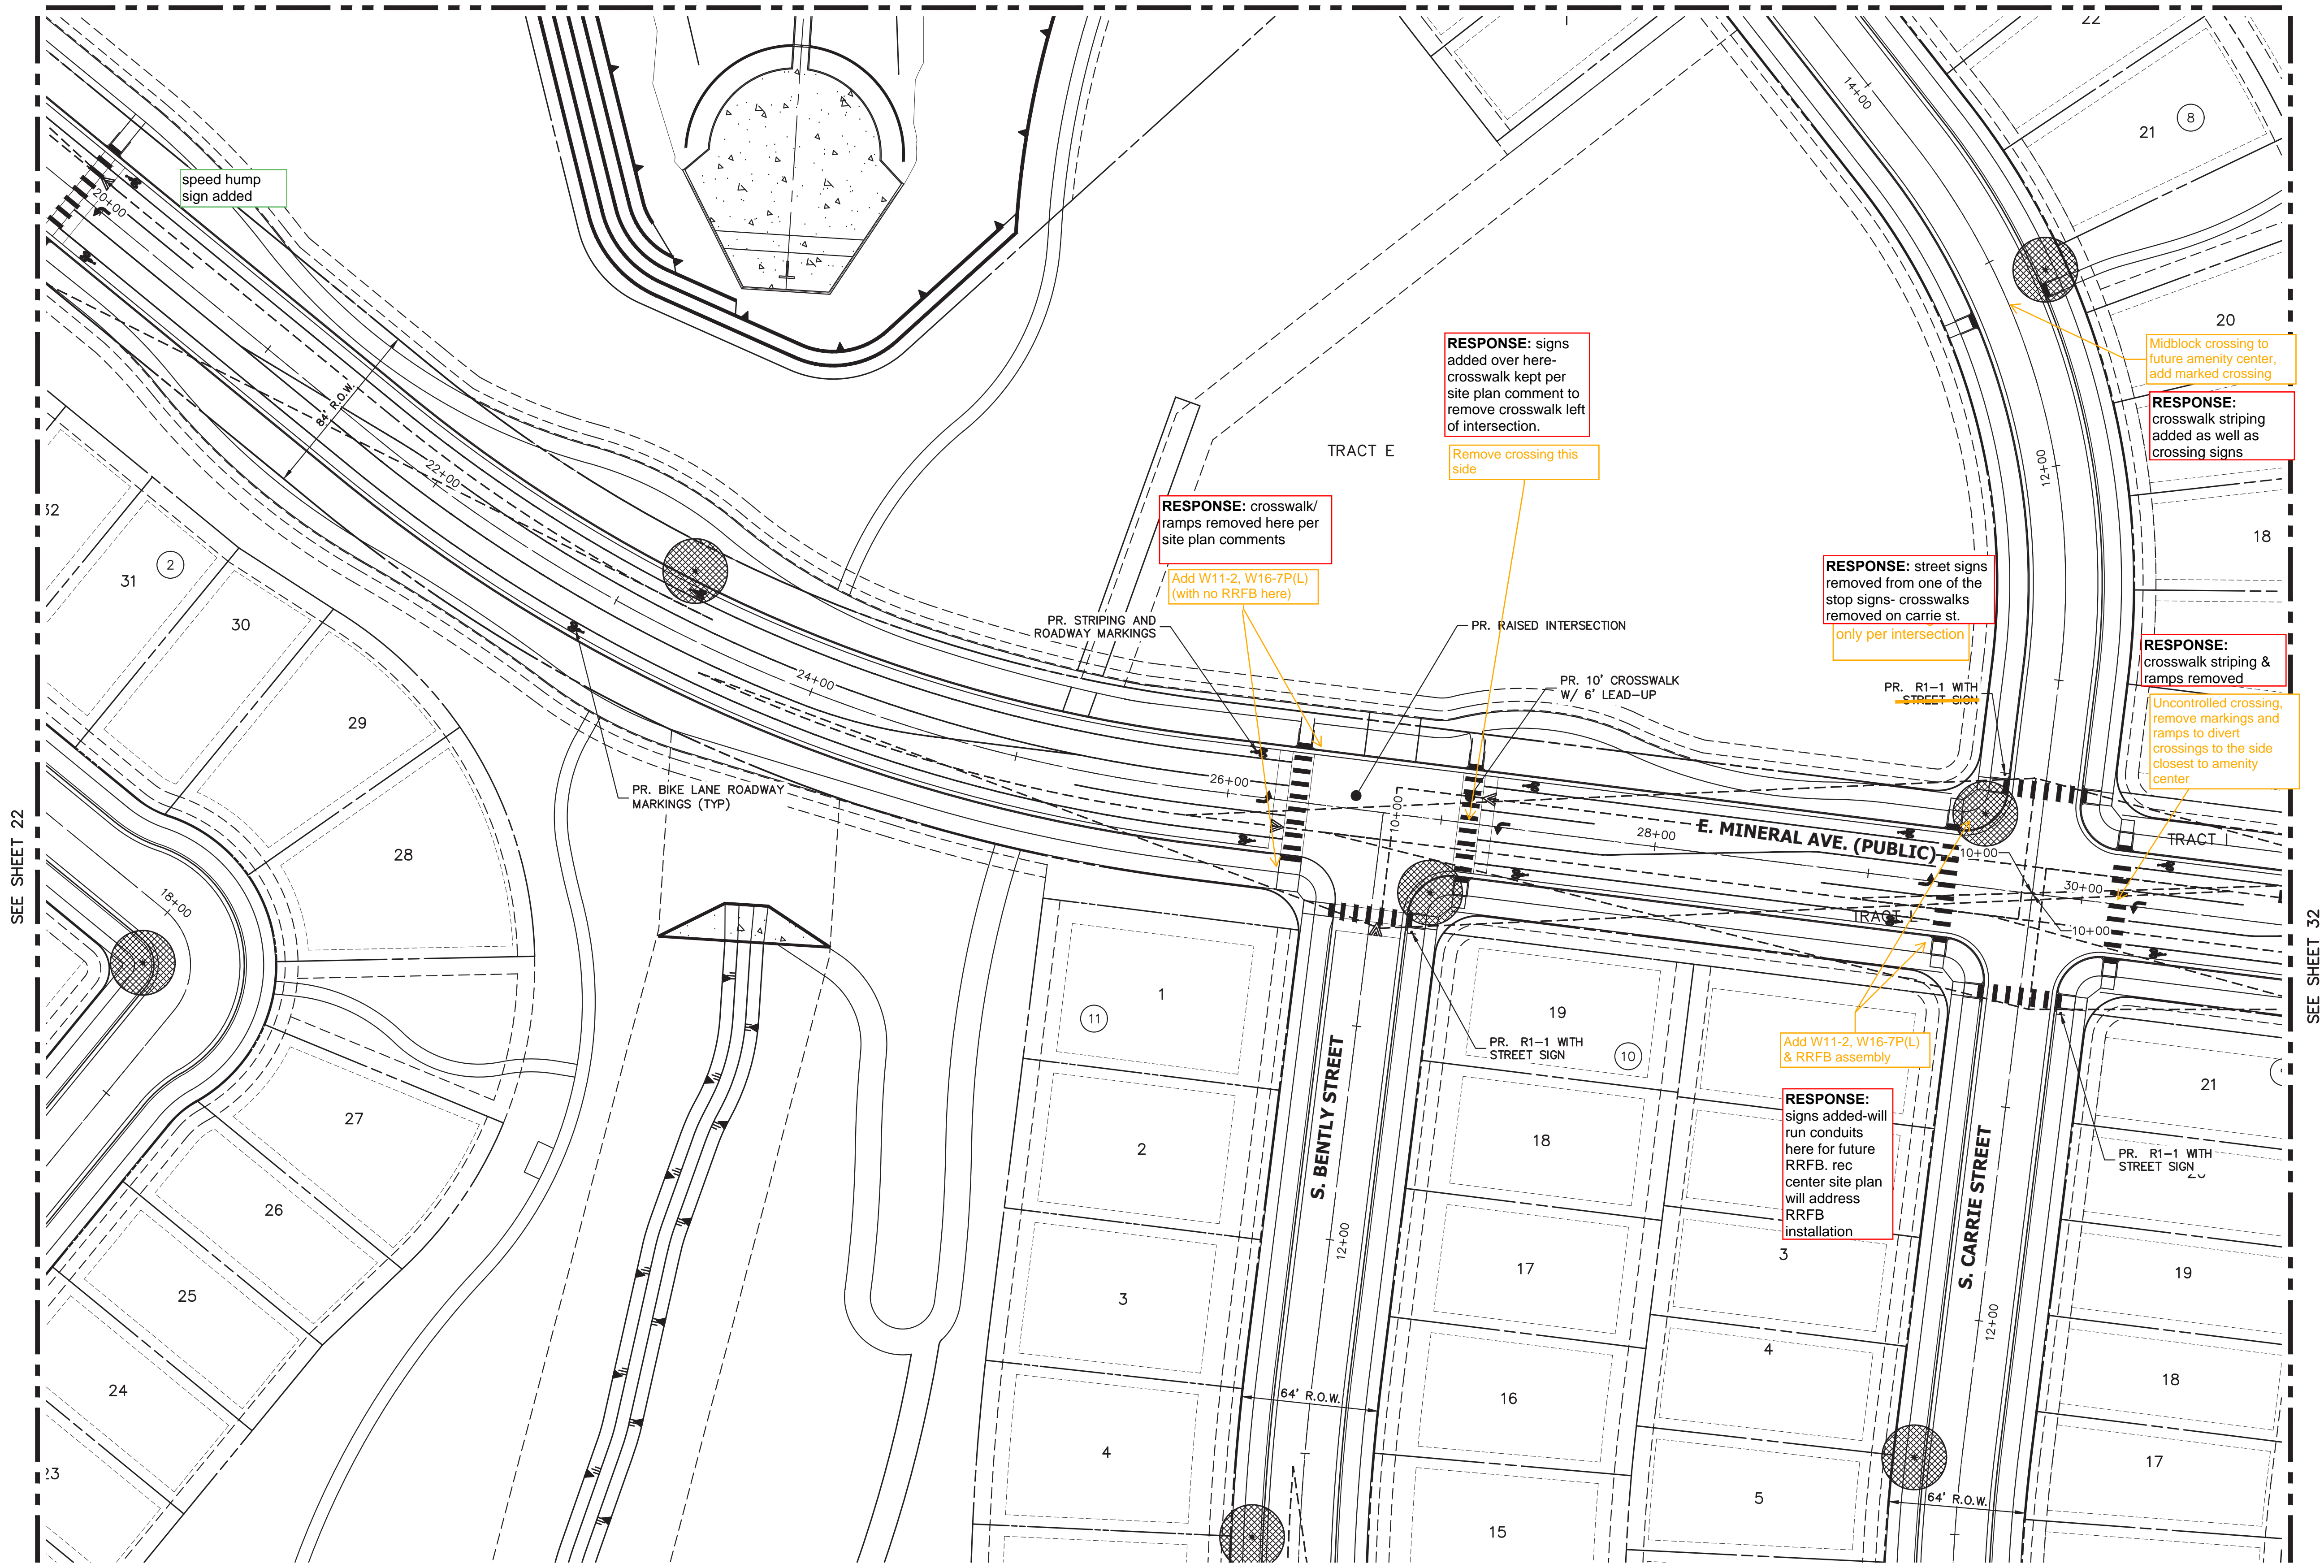 22
14+00
21
8
speed hump
sign added
20+00
20
RESPONSE: signs
added over here-
crosswalk kept per
site plan comment to
remove crosswalk left
of intersection.
Midblock crossing to
future amenity center,
add marked crossing
RESPONSE:
crosswalk striping
added as well as
crossing signs
84' R.O.W.
TRACT E
Remove crossing this
side
22+00
12+00
32
RESPONSE: crosswalk/
ramps removed here per
site plan comments
18
31
2
RESPONSE: street signs
removed from one of the
stop signs- crosswalks
removed on carrie st.
only per intersection
Add W11-2, W16-7P(L)
(with no RRFB here)
30
PR. STRIPING AND
ROADWAY MARKINGS
PR. RAISED INTERSECTION
RESPONSE:
crosswalk striping &
ramps removed
24+00
PR. 10' CROSSWALK
W/ 6' LEAD-UP
PR. R1-1 WITH
STREET SIGN
Uncontrolled crossing,
remove markings and
ramps to divert
crossings to the side
closest to amenity
center
29
PR. BIKE LANE ROADWAY
MARKINGS (TYP)
26+00
10+00
28+00
E. MINERAL AVE. (PUBLIC)
10+00
TRACT I
28
SEE SHEET 22
18+00
30+00
TRACT
10+00
SEE SHEET 32
1
11
19
10
PR. R1-1 WITH
STREET SIGN
Add W11-2, W16-7P(L)
& RRFB assembly
21
27
2
18
S. BENTLY STREET
RESPONSE:
signs added-will
run conduits
here for future
RRFB. rec
center site plan
will address
RRFB
installation
PR. R1-1 WITH
STREET SIGN
S. CARRIE STREET
26
12+00
17
3
19
25
3
12+00
4
24
64' R.O.W.
16
18
4
23
17
5
64' R.O.W.
15